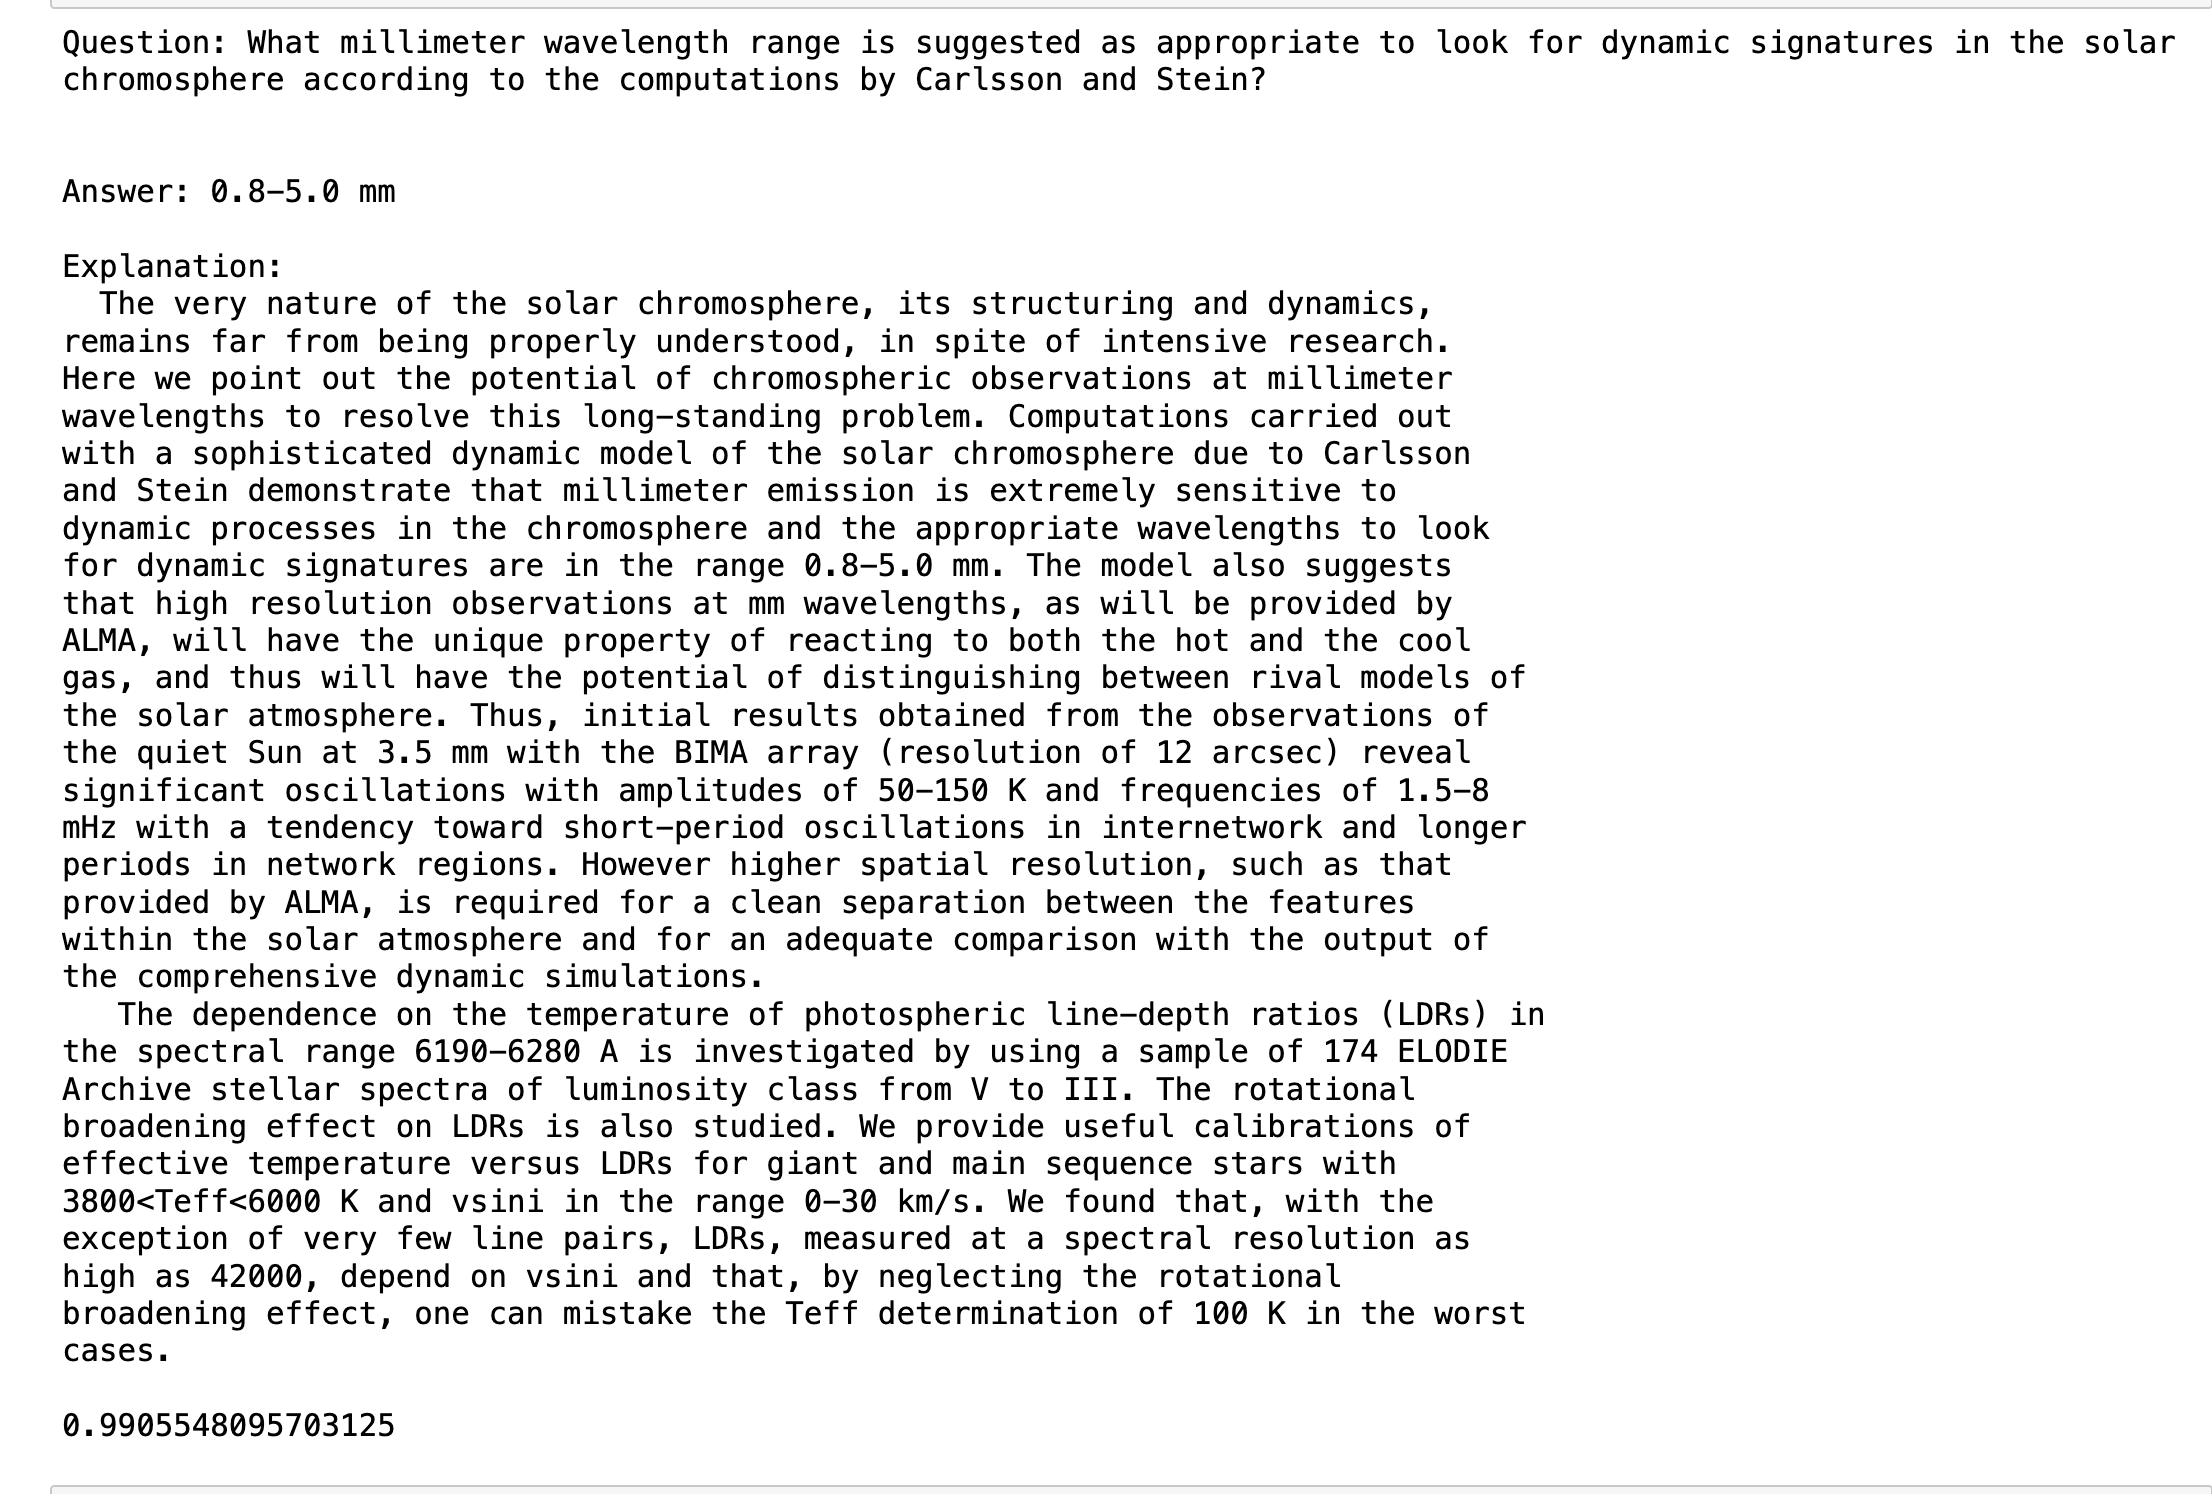 Question: What millimeter wavelength range is suggested as appropriate to look for dynamic signatures in the solar
chromosphere according to the computations by Carlsson and Stein?
Answer: 0.8-5.0 mm
Explanation:
The very nature of the solar chromosphere, its structuring and dynamics,
remains far from being properly understood, in spite of intensive research.
Here we point out the potential of chromospheric observations at millimeter
wavelengths to resolve this long-standing problem. Computations carried out
with a sophisticated dynamic model of the solar chromosphere due to Carlsson
and Stein demonstrate that millimeter emission is extremely sensitive to
dynamic processes in the chromosphere and the appropriate wavelengths to look
for dynamic signatures are in the range 0.8-5.0 mm. The model also suggests
that high resolution observations at mm wavelengths, as will be provided by
ALMA, will have the unique property of reacting to both the hot and the cool
gas, and thus will have the potential of distinguishing between rival models of
the solar atmosphere. Thus, initial results obtained from the observations of
the quiet Sun at 3.5 mm with the BIMA array (resolution of 12 arcsec) reveal
significant oscillations with amplitudes of 50-150 K and frequencies of 1.5-8
mHz with a tendency toward short-period oscillations in internetwork and longer
periods in network regions. However higher spatial resolution, such as that
provided by ALMA, is required for a clean separation between the features
within the solar atmosphere and for an adequate comparison with the output of
the comprehensive dynamic simulations.
The dependence on the temperature of photospheric line-depth ratios (LDRs) in
the spectral range 6190-6280 A is investigated by using a sample of 174 ELODIE
Archive stellar spectra of luminosity class from V to III. The rotational
broadening effect on LDRs is also studied. We provide useful calibrations of
effective temperature versus LDRs for giant and main sequence stars with
3800<Teff<6000 K and vsini in the range 0-30 km/s. We found that, with the
exception of very few line pairs, LDRs, measured at a spectral resolution as
high as 42000, depend on vsini and that, by neglecting the rotational
broadening effect, one can mistake the Teff determination of 100 K in the worst
cases.
0.9905548095703125